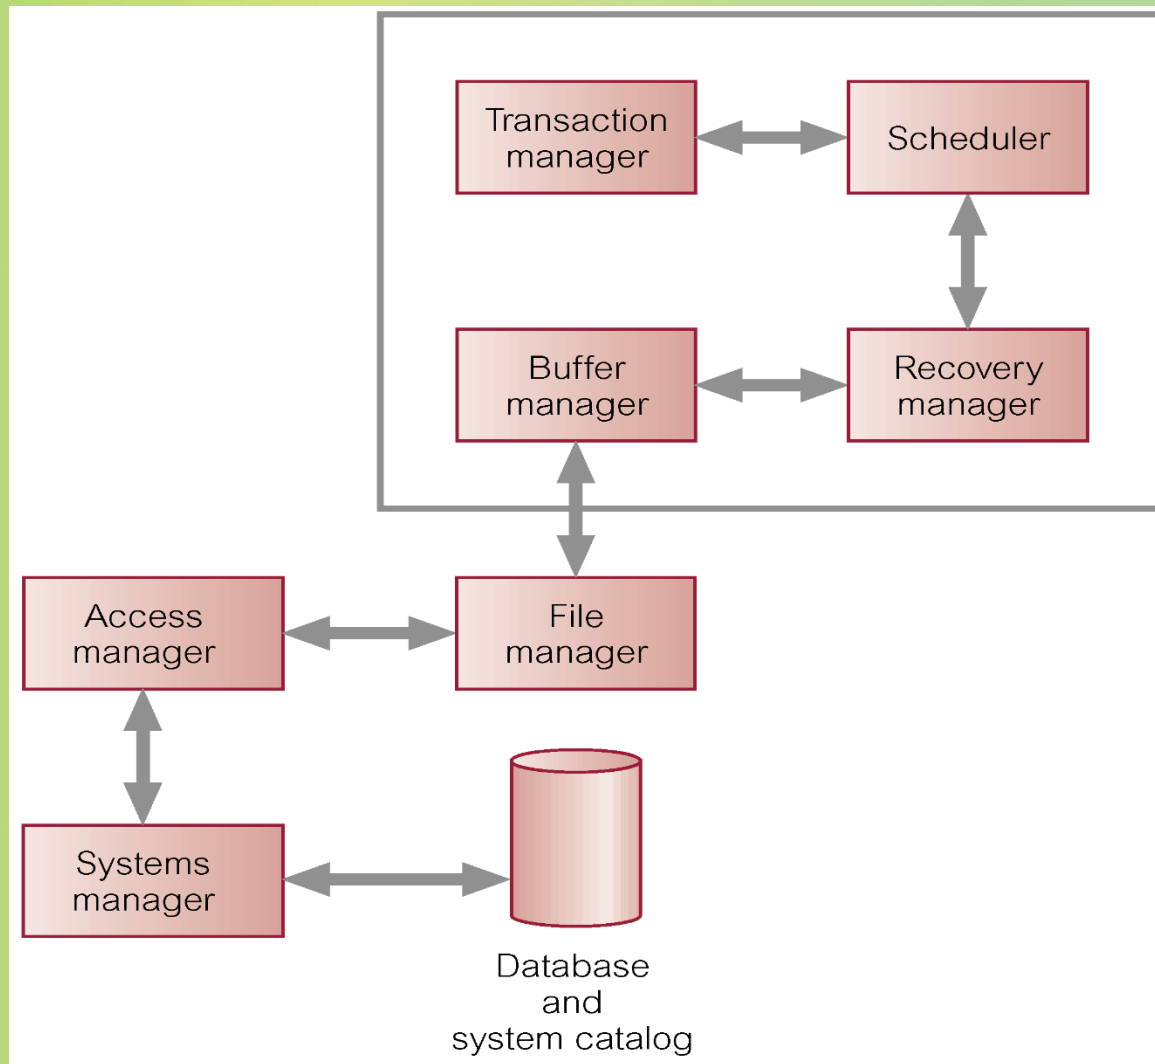 Transaction
manager
Scheduler
Buffer
manager
Recovery
manager
Access
manager
File
manager
Systems
manager
Database
and
system catalog